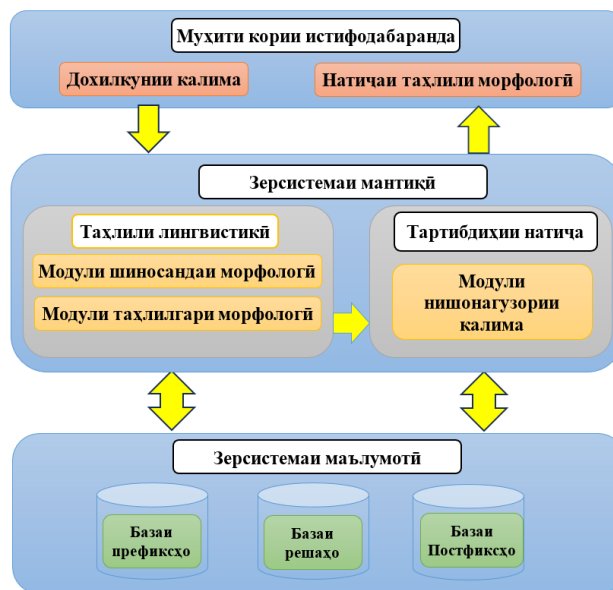 Муҳити кории истифодабаранда
Дохилкунии калима
Натиҷаи таҳлили морфологӣ
Зерсистемаи мантиқӣ
Таҳлили лингвистикӣ
Модули шиносандаи морфологӣ
Модули таҳлилгари морфологӣ
Тартибдиҳии натиҷа
Модули
нишонагузории
калима
Зерсистемаи маълумотӣ
Базаи
префиксҳо
Базаи
решаҳо
Базаи
Постфиксҳо